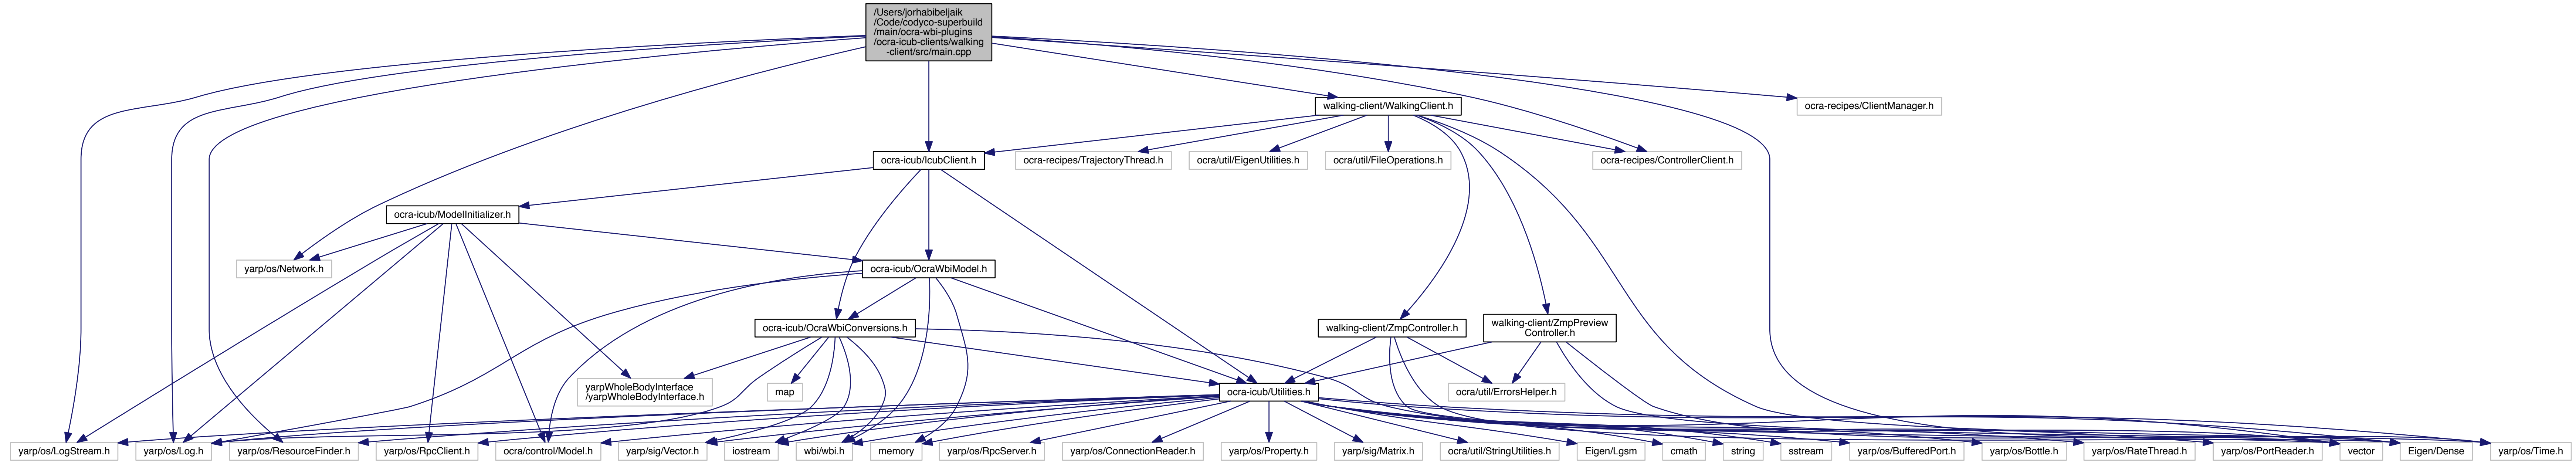 /Users/jorhabibeljaik
/Code/codyco-superbuild
/main/ocra-wbi-plugins
/ocra-icub-clients/walking
-client/src/main.cpp
walking-client/WalkingClient.h
ocra-recipes/ClientManager.h
ocra-icub/IcubClient.h
ocra-recipes/TrajectoryThread.h
ocra/util/EigenUtilities.h
ocra/util/FileOperations.h
ocra-recipes/ControllerClient.h
ocra-icub/ModelInitializer.h
yarp/os/Network.h
ocra-icub/OcraWbiModel.h
ocra-icub/OcraWbiConversions.h
walking-client/ZmpController.h
walking-client/ZmpPreview
Controller.h
yarpWholeBodyInterface
/yarpWholeBodyInterface.h
map
ocra-icub/Utilities.h
ocra/util/ErrorsHelper.h
yarp/os/LogStream.h
yarp/os/Log.h
yarp/os/ResourceFinder.h
yarp/os/RpcClient.h
ocra/control/Model.h
yarp/sig/Vector.h
iostream
wbi/wbi.h
memory
yarp/os/RpcServer.h
yarp/os/ConnectionReader.h
yarp/os/Property.h
yarp/sig/Matrix.h
ocra/util/StringUtilities.h
Eigen/Lgsm
cmath
string
sstream
yarp/os/BufferedPort.h
yarp/os/Bottle.h
yarp/os/RateThread.h
yarp/os/PortReader.h
vector
Eigen/Dense
yarp/os/Time.h